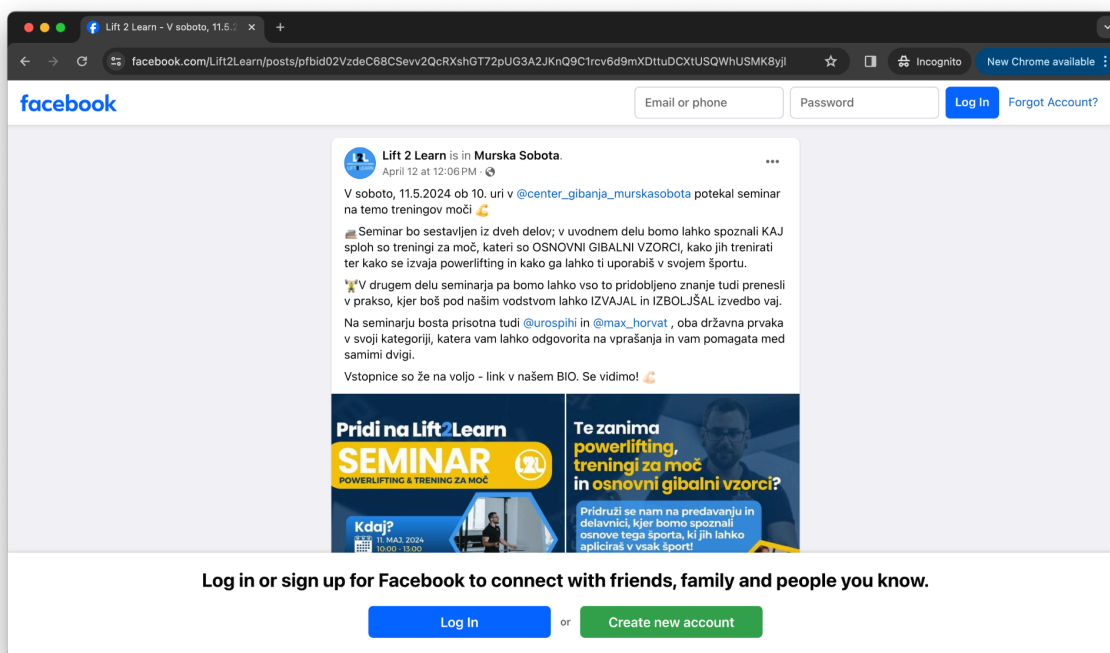 Lift 2 Learn - V soboto, 11.5.2
facebook.com/Lift2Learn/posts/pfbid02VzdeC68CSevv2QcRXshGT72pUG3A2JKnQ9C1rcv6d9mXDttuDCXtUSQWhUSMK8yjl
Incognito
New Chrome available
facebook
Email or phone
Password
Log In
Forgot Account?
Lift 2 Learn is in Murska Sobota.
April 12 at 12:06 PM ·
V soboto, 11.5.2024 ob 10. uri v @center_gibanja_murskasobota potekal seminar
na temo treningov moči 💪
Seminar bo sestavljen iz dveh delov; v uvodnem delu bomo lahko spoznali KAJ
sploh so treningi za moč, kateri so OSNOVNI GIBALNI VZORCI, kako jih trenirati
ter kako se izvaja powerlifting in kako ga lahko ti uporabiš v svojem športu.
🏋️V drugem delu seminarja pa bomo lahko vso to pridobljeno znanje tudi prenesli
v prakso, kjer boš pod našim vodstvom lahko IZVAJAL in IZBOLJŠAL izvedbo vaj.
Na seminarju bosta prisotna tudi @urospihi in @max_horvat , oba državna prvaka
v svoji kategoriji, katera vam lahko odgovorita na vprašanja in vam pomagata med
samimi dvigi.
Vstopnice so že na voljo - link v našem BIO. Se vidimo! 💪🏻
Pridi na Lift2Learn
SEMINAR
L2L
POWERLIFTING & TRENING ZA MOČ
Kdaj?
11. MAJ, 2024
10:00 - 13:00
Te zanima
powerlifting,
treningi za moč
in osnovni gibalni vzorci?
Pridruži se nam na predavanju in
delavnici, kjer bomo spoznali
osnove tega športa, ki jih lahko
apliciraš v vsak šport!
Log in or sign up for Facebook to connect with friends, family and people you know.
Log In
or
Create new account